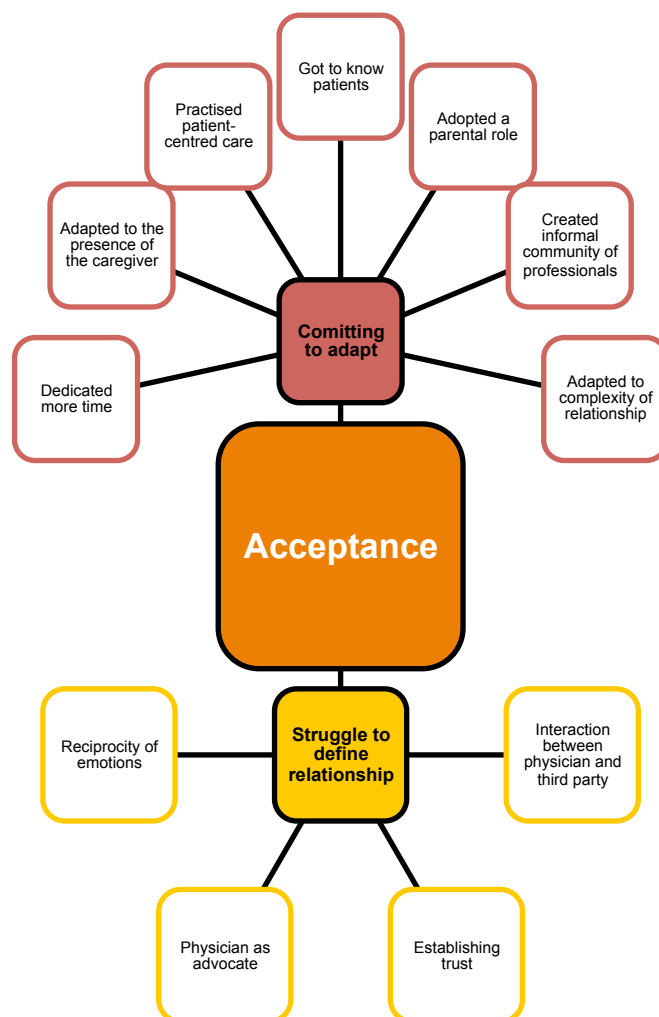 Got to know
patients
Practised
patient-
centred care
Adopted a
parental role
Adapted to the
presence of
the caregiver
Created
informal
community of
professionals
Comitting
to adapt
Dedicated
more time
Adapted to
complexity of
relationship
Acceptance
Reciprocity of
emotions
Struggle to
define
relationship
Interaction
between
physician and
third party
Physician as
advocate
Establishing
trust